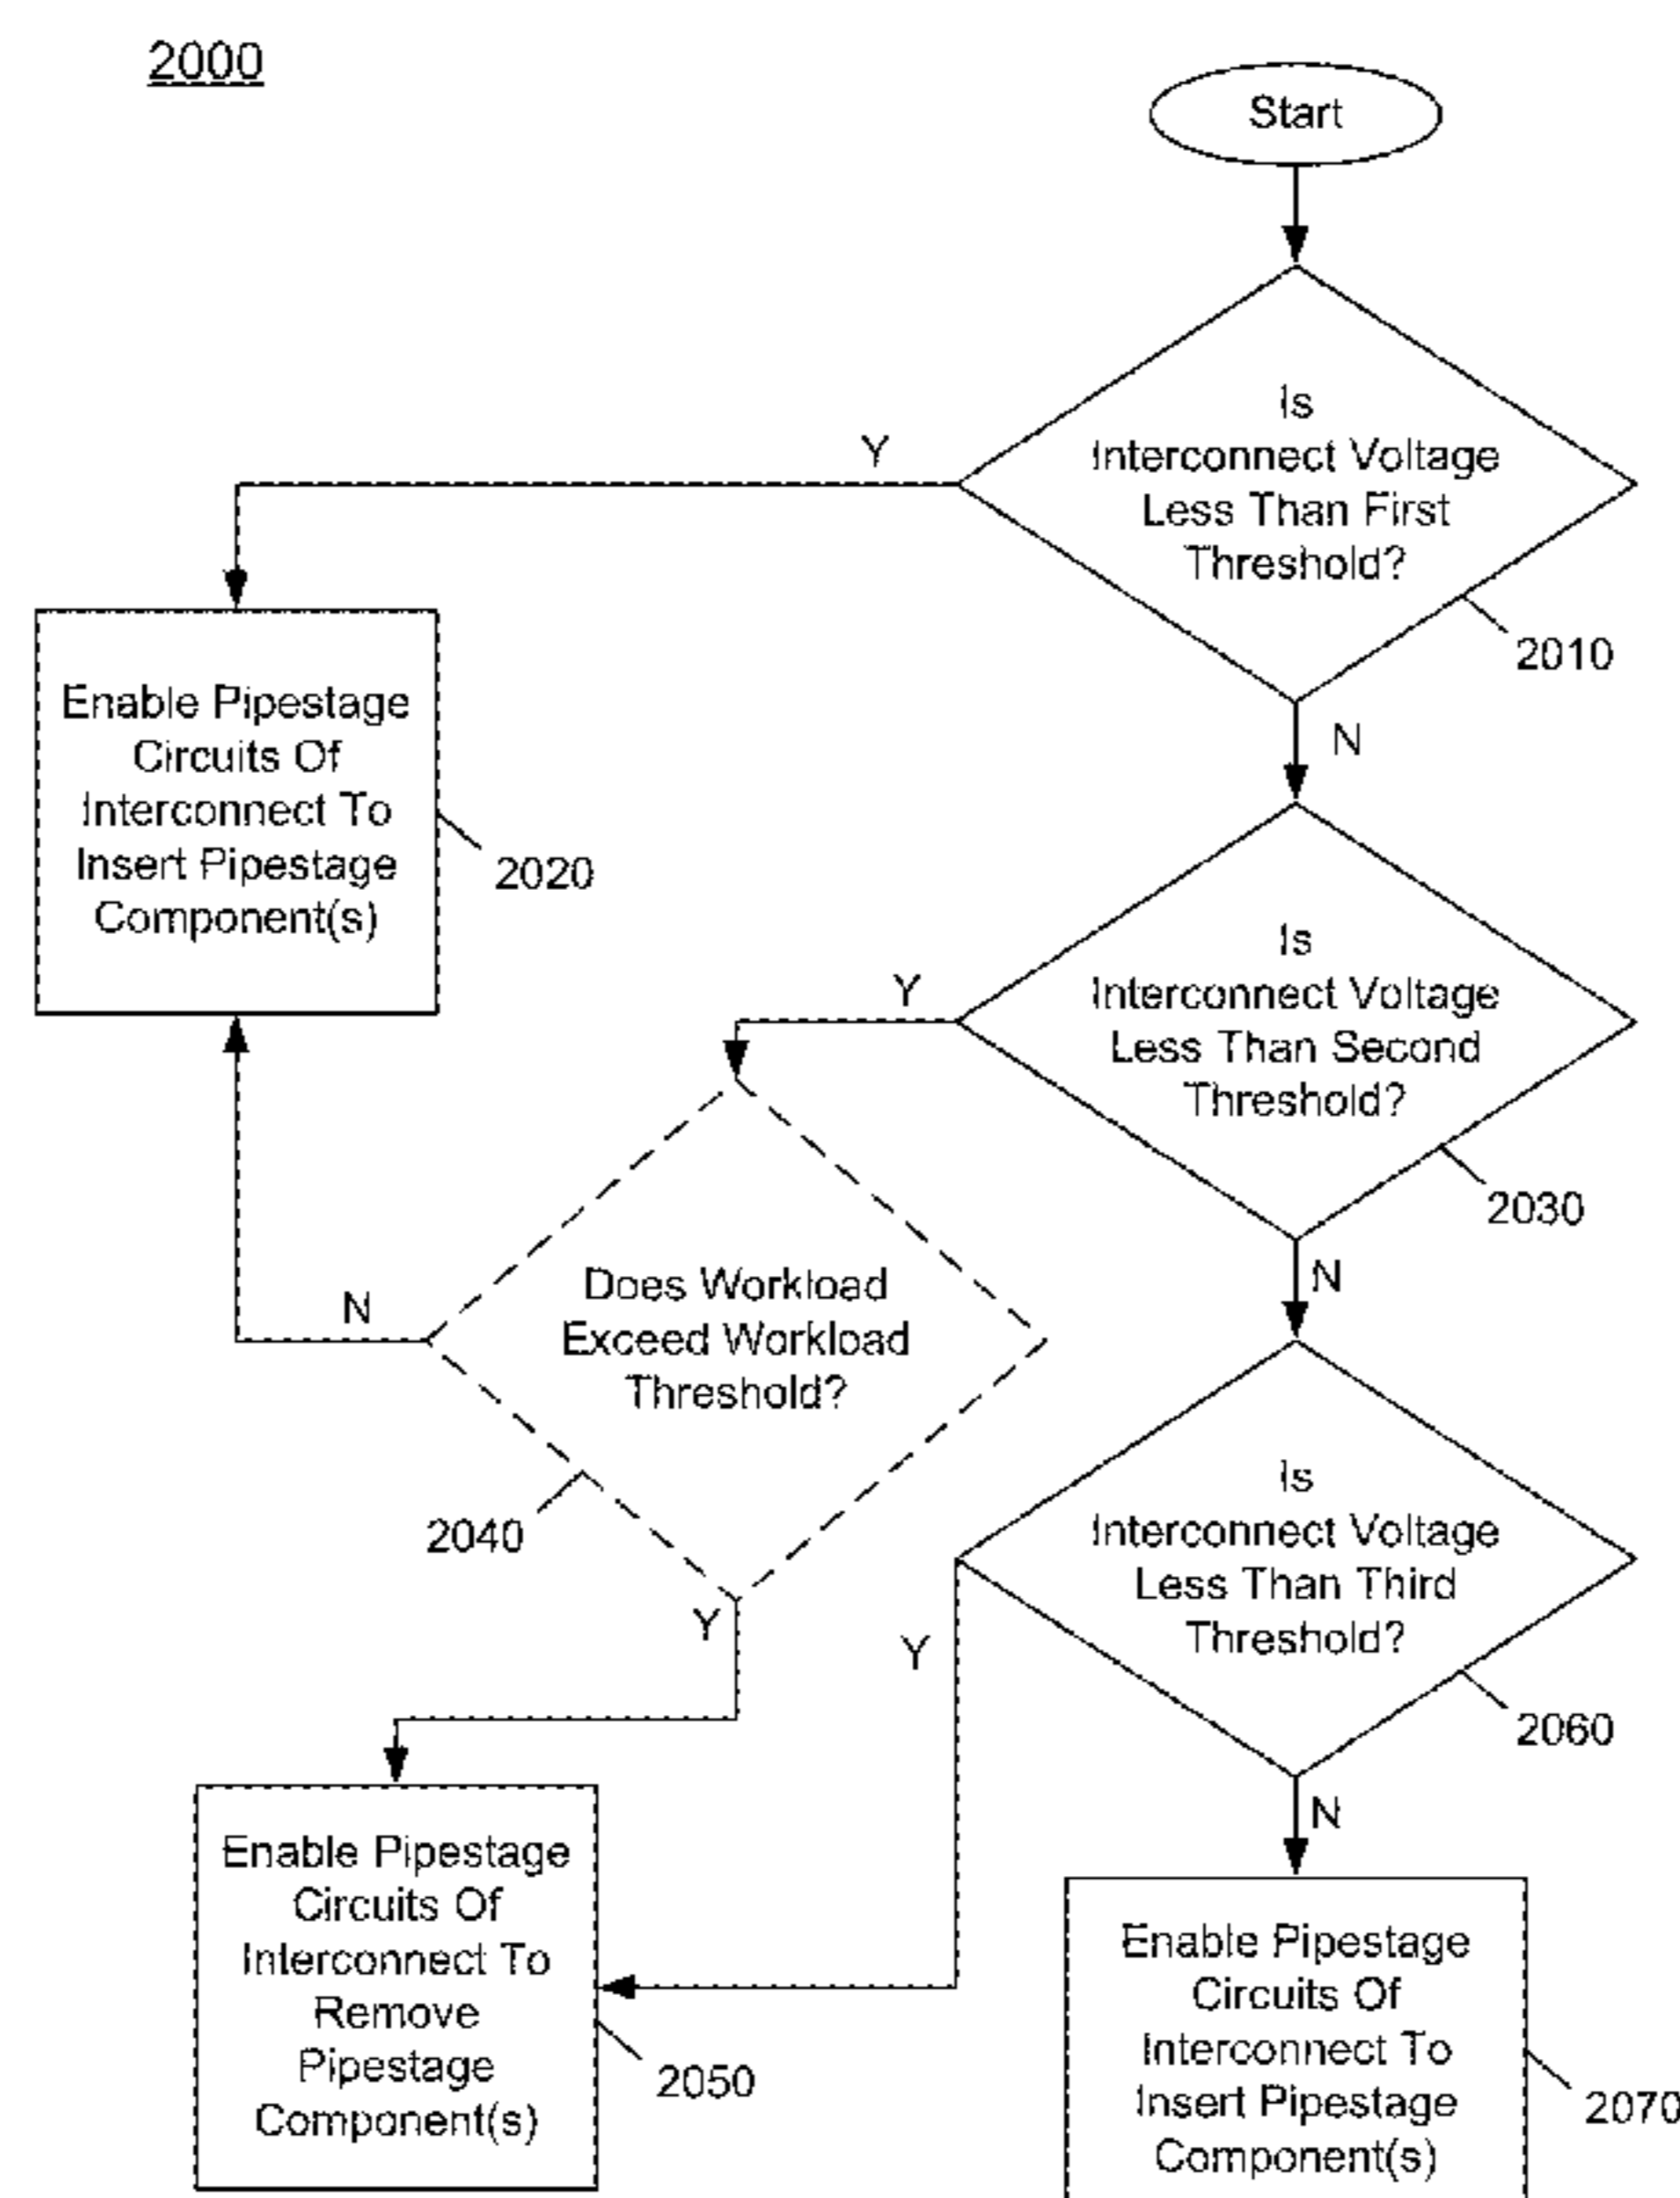 2000
Start
Is
Interconnect Voltage
Less Than First
Threshold?
2010
Y
N
Enable Pipestage
Circuits Of
Interconnect To
Insert Pipestage
Component(s)
2020
Is
Interconnect Voltage
Less Than Second
Threshold?
2030
Y
N
Does Workload
Exceed Workload
Threshold?
2040
N
Y
Is
Interconnect Voltage
Less Than Third
Threshold?
2060
Y
N
Enable Pipestage
Circuits Of
Interconnect To
Remove
Pipestage
Component(s)
2050
Enable Pipestage
Circuits Of
Interconnect To
Insert Pipestage
Component(s)
2070